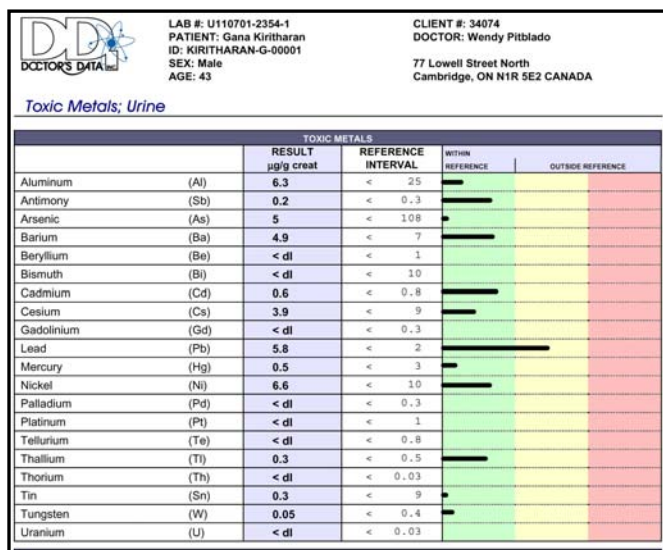 DD
DOCTOR'S DATA INC
LAB #: U110701-2354-1
PATIENT: Gana Kiritharan
ID: KIRITHARAN-G-00001
SEX: Male
AGE: 43
CLIENT #: 34074
DOCTOR: Wendy Pitblado
77 Lowell Street North
Cambridge, ON N1R 5E2 CANADA
Toxic Metals; Urine
TOXIC METALS
RESULT µg/g creat REFERENCE INTERVAL WITHIN REFERENCE OUTSIDE REFERENCE
Aluminum (Al) 6.3 < 25
Antimony (Sb) 0.2 < 0.3
Arsenic (As) 5 < 108
Barium (Ba) 4.9 < 7
Beryllium (Be) < dl < 1
Bismuth (Bi) < dl < 10
Cadmium (Cd) 0.6 < 0.8
Cesium (Cs) 3.9 < 9
Gadolinium (Gd) < dl < 0.3
Lead (Pb) 5.8 < 2
Mercury (Hg) 0.5 < 3
Nickel (Ni) 6.6 < 10
Palladium (Pd) < dl < 0.3
Platinum (Pt) < dl < 1
Tellurium (Te) < dl < 0.8
Thallium (Tl) 0.3 < 0.5
Thorium (Th) < dl < 0.03
Tin (Sn) 0.3 < 9
Tungsten (W) 0.05 < 0.4
Uranium (U) < dl < 0.03